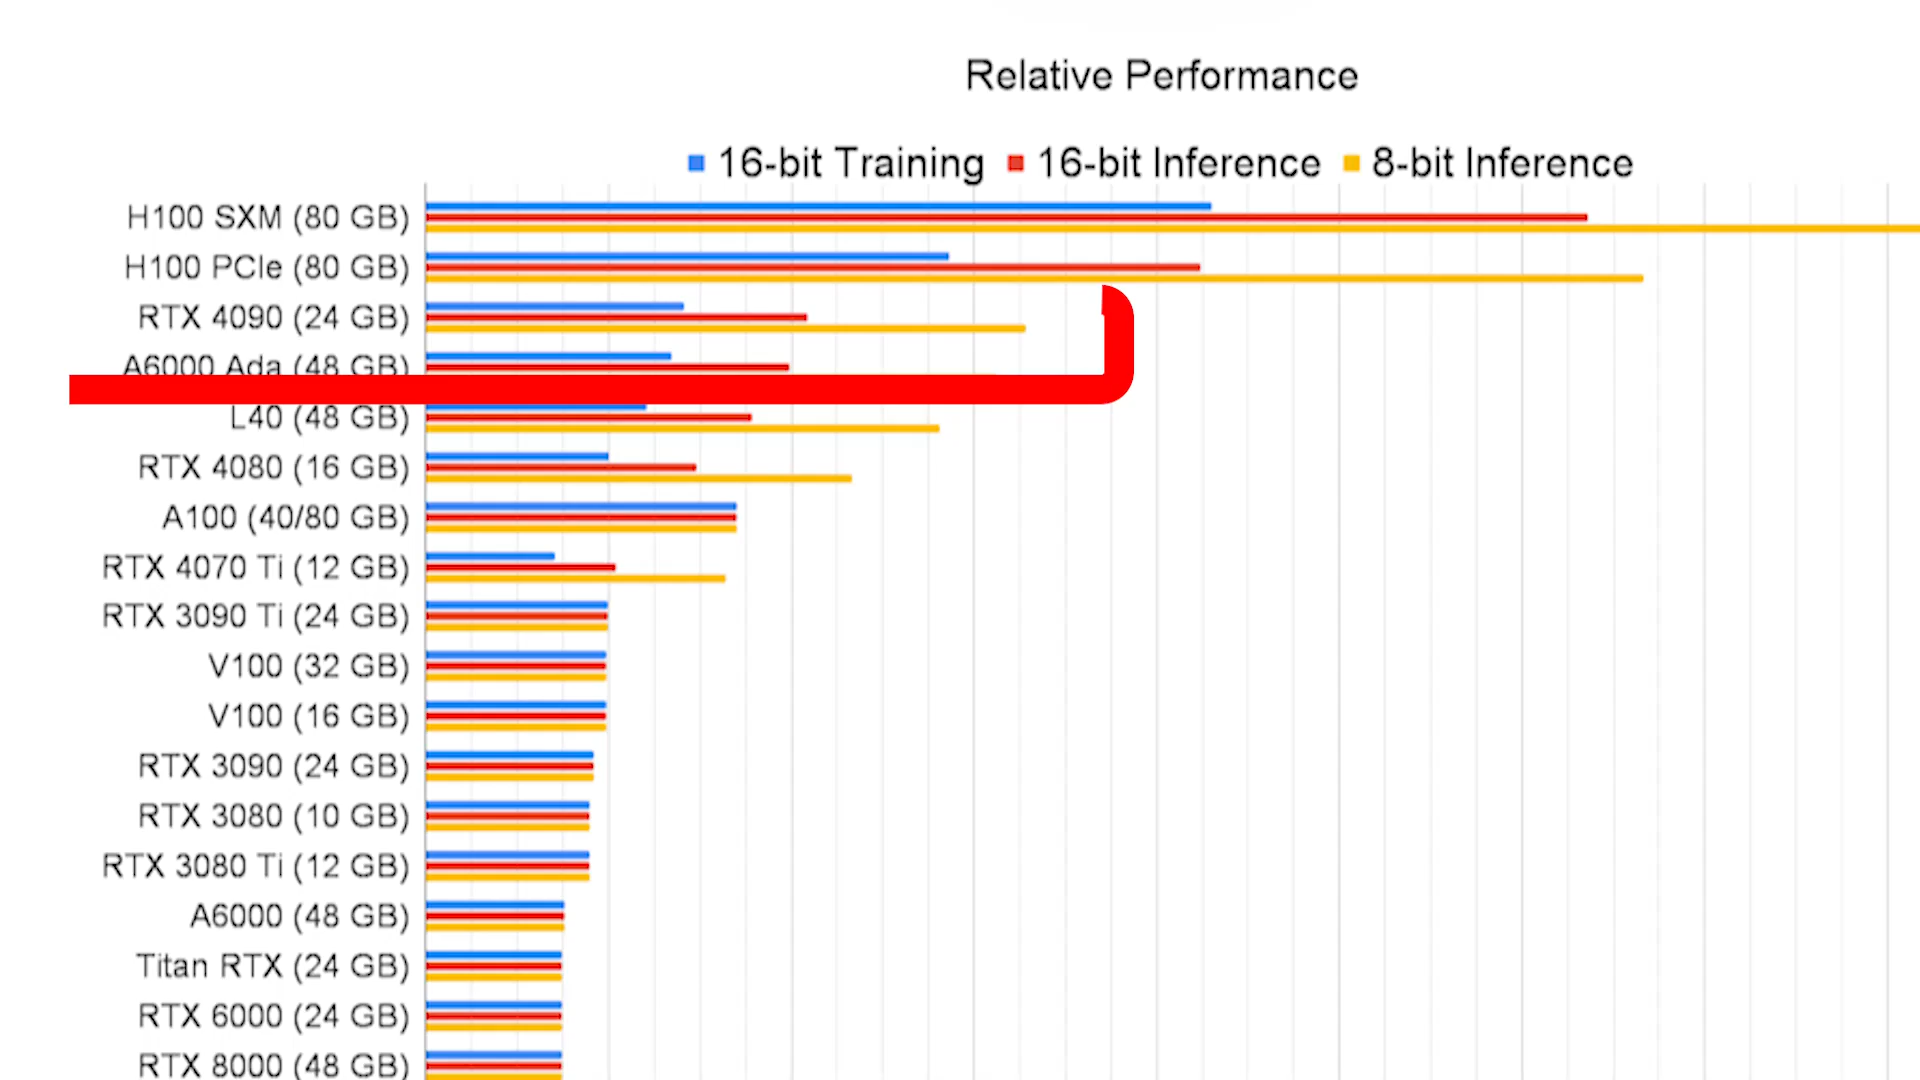 Relative Performance
16-bit Training 16-bit Inference 8-bit Inference
H100 SXM (80 GB)
H100 PCIe (80 GB)
RTX 4090 (24 GB)
A6000 Ada (48 GB)
L40 (48 GB)
RTX 4080 (16 GB)
A100 (40/80 GB)
RTX 4070 Ti (12 GB)
RTX 3090 Ti (24 GB)
V100 (32 GB)
V100 (16 GB)
RTX 3090 (24 GB)
RTX 3080 (10 GB)
RTX 3080 Ti (12 GB)
A6000 (48 GB)
Titan RTX (24 GB)
RTX 6000 (24 GB)
RTX 8000 (48 GB)